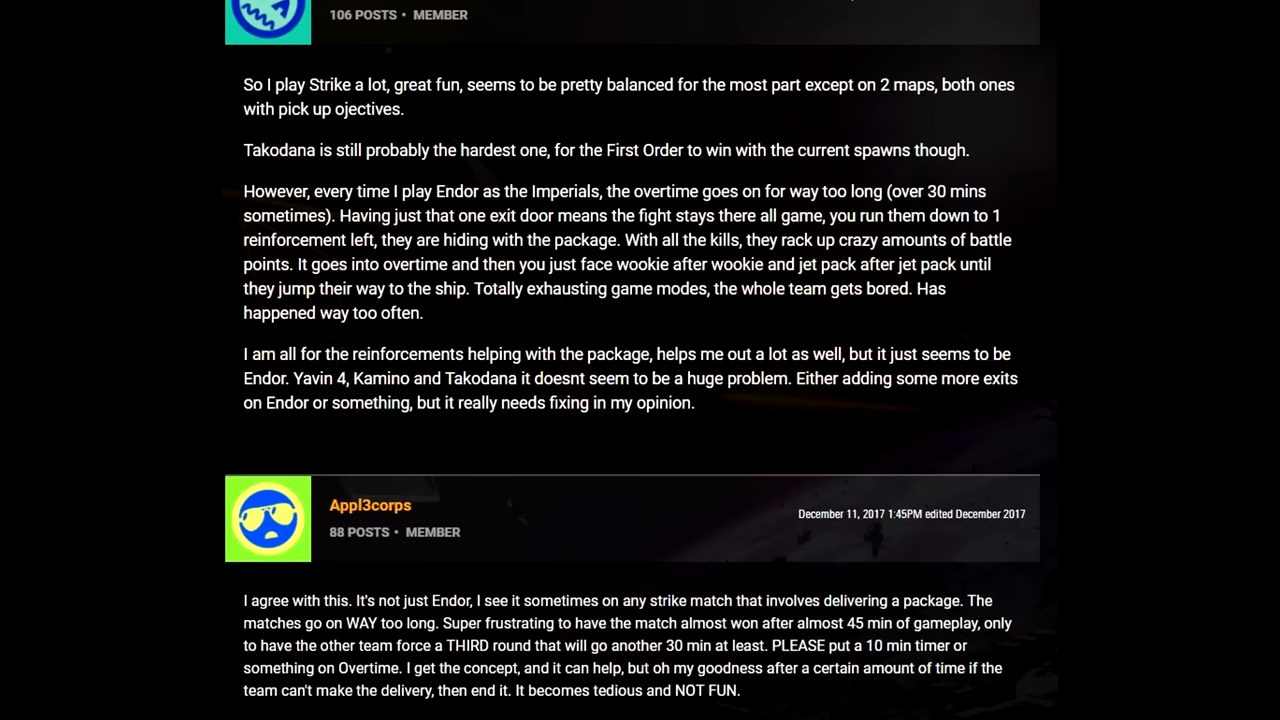 106 POSTS • MEMBER
So I play Strike a lot, great fun, seems to be pretty balanced for the most part except on 2 maps, both ones
with pick up ojectives.
Takodana is still probably the hardest one, for the First Order to win with the current spawns though.
However, every time I play Endor as the Imperials, the overtime goes on for way too long (over 30 mins
sometimes). Having just that one exit door means the fight stays there all game, you run them down to 1
reinforcement left, they are hiding with the package. With all the kills, they rack up crazy amounts of battle
points. It goes into overtime and then you just face wookie after wookie and jet pack after jet pack until
they jump their way to the ship. Totally exhausting game modes, the whole team gets bored. Has
happened way too often.
I am all for the reinforcements helping with the package, helps me out a lot as well, but it just seems to be
Endor. Yavin 4, Kamino and Takodana it doesnt seem to be a huge problem. Either adding some more exits
on Endor or something, but it really needs fixing in my opinion.
Appl3corps
December 11, 2017 1:45PM edited December 2017
88 POSTS • MEMBER
I agree with this. It's not just Endor, I see it sometimes on any strike match that involves delivering a package. The
matches go on WAY too long. Super frustrating to have the match almost won after almost 45 min of gameplay, only
to have the other team force a THIRD round that will go another 30 min at least. PLEASE put a 10 min timer or
something on Overtime. I get the concept, and it can help, but oh my goodness after a certain amount of time if the
team can't make the delivery, then end it. It becomes tedious and NOT FUN.